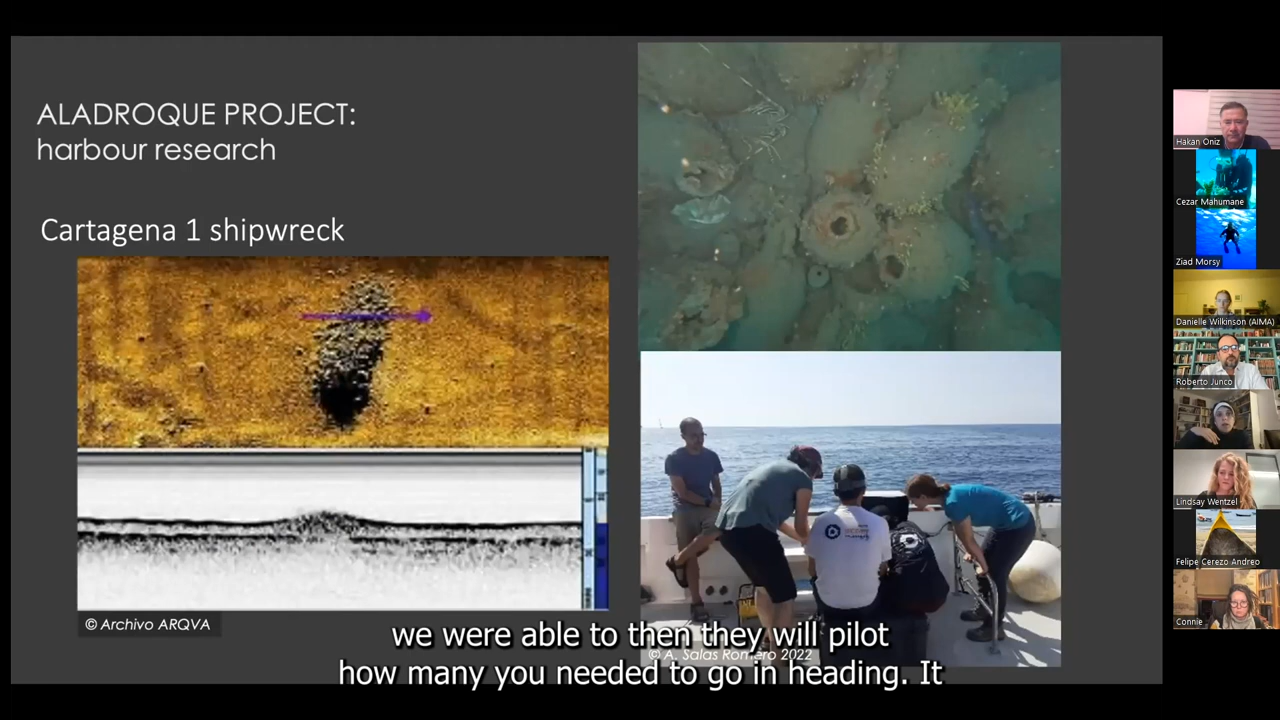 ALADROQUE PROJECT:
harbour research
Cartagena 1 shipwreck
© Archivo ARQVA
© A. Salas Romero 2022
we were able to then they will pilot
how many you needed to go in heading. It
Hakan Oniz
Cezar Mahumane
Ziad Morsy
Danielle Wilkinson (AIMA)
Roberto Junco
Lindsay Wentzel
Felipe Cerezo Andreo
Connie